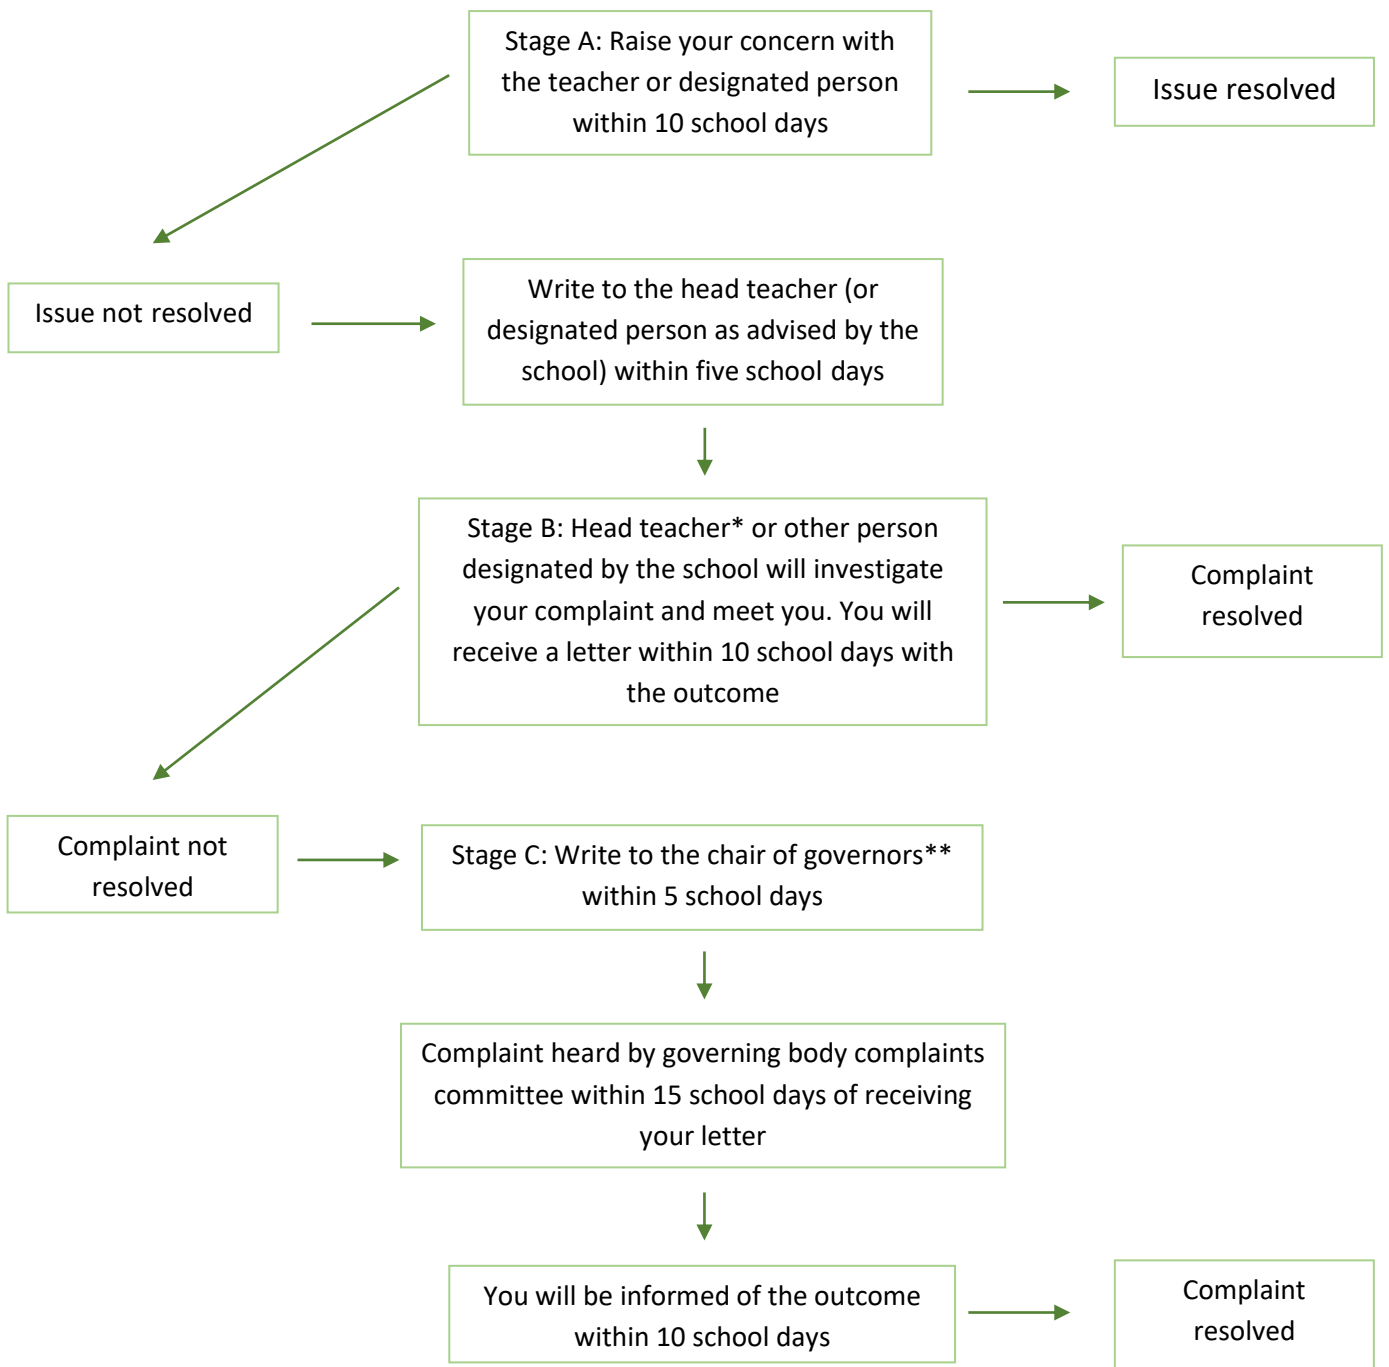 Stage A: Raise your concern with
the teacher or designated person
within 10 school days
Issue resolved
Issue not resolved
Write to the head teacher (or
designated person as advised by the
school) within five school days
Stage B: Head teacher* or other person
designated by the school will investigate
your complaint and meet you. You will
receive a letter within 10 school days with
the outcome
Complaint
resolved
Complaint not
resolved
Stage C: Write to the chair of governors**
within 5 school days
Complaint heard by governing body complaints
committee within 15 school days of receiving
your letter
You will be informed of the outcome
within 10 school days
Complaint
resolved